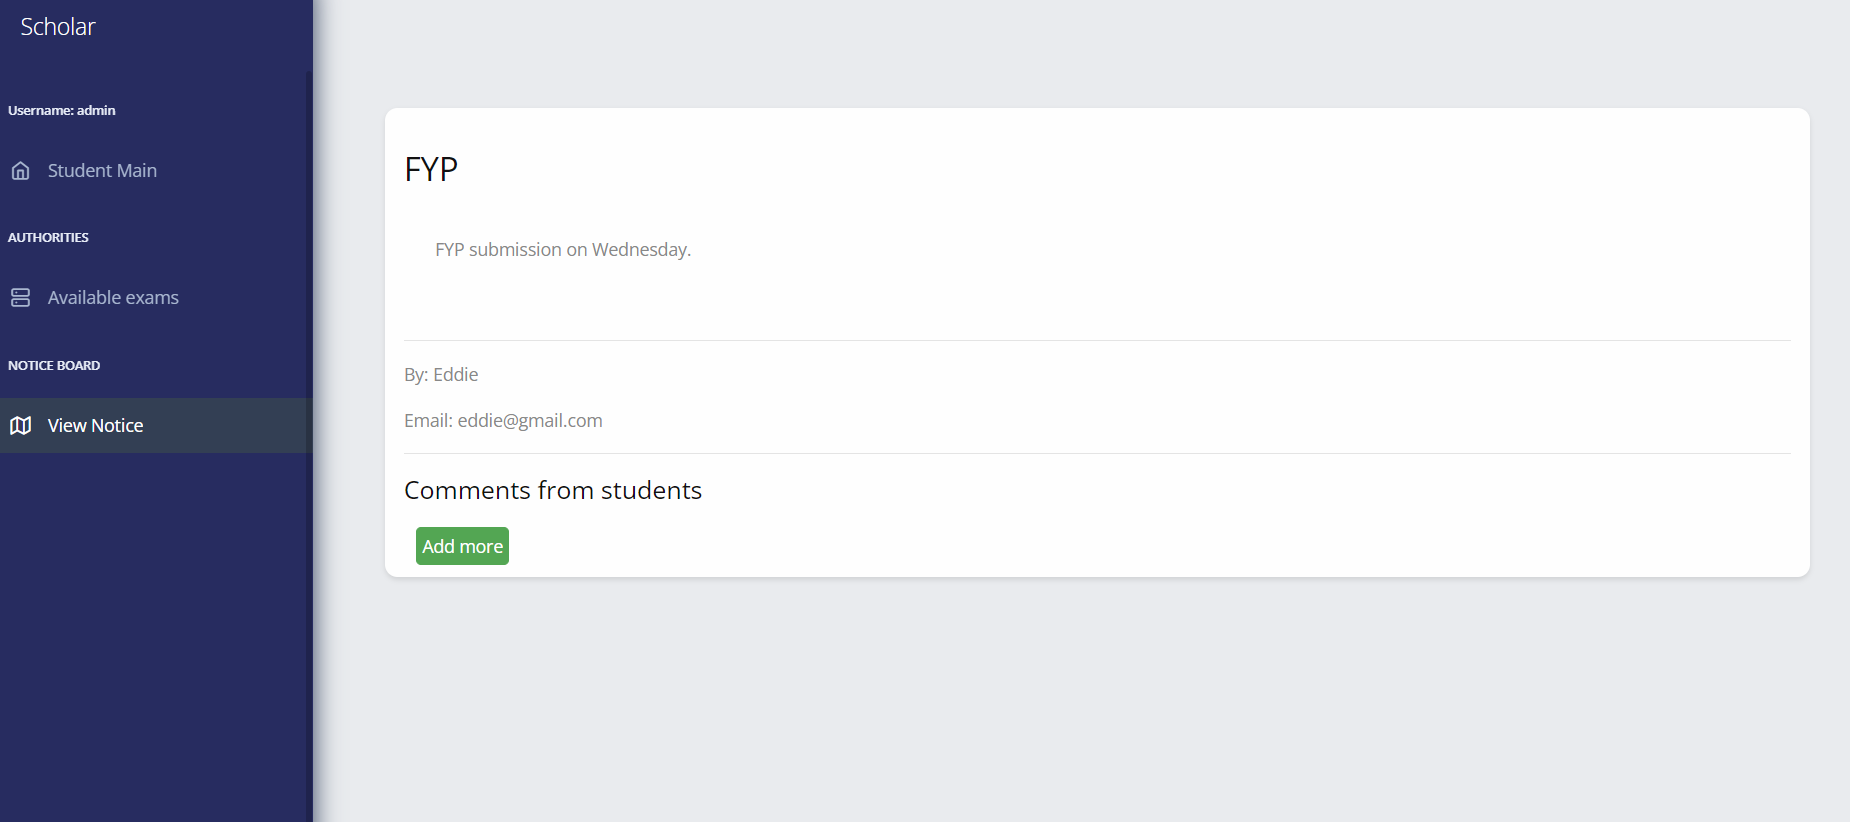 Scholar
Username: admin
Student Main
AUTHORITIES
Available exams
NOTICE BOARD
View Notice
FYP
FYP submission on Wednesday.
By: Eddie
Email: eddie@gmail.com
Comments from students
Add more